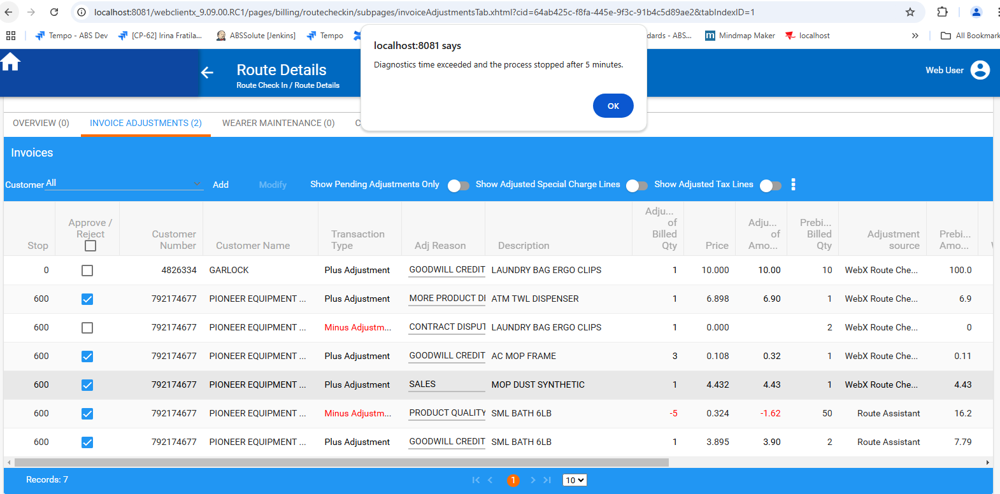 localhost:8081/webclientx_9.09.00.RC1/pages/billing/routecheckin/subpages/invoiceAdjustmentsTab.xhtml?cid=64ab425c-f8fa-445e-9f3c-91b4c5d89ae2&tabIndexID=1
Tempo - ABS Dev [CP-62] Irina Fratila... ABSSolute [Jenkins] Tempo dards - ABS... Mindmap Maker localhost » All Bookmark
localhost:8081 says
Diagnostics time exceeded and the process stopped after 5 minutes.
OK
Route Details
Route Check In / Route Details
Web User
OVERVIEW (0) INVOICE ADJUSTMENTS (2) WEARER MAINTENANCE (0) C
Invoices
Customer All Add Modify Show Pending Adjustments Only Show Adjusted Special Charge Lines Show Adjusted Tax Lines
Stop Approve / Reject Customer Number Customer Name Transaction Type Adj Reason Description Adju... of Billed Qty Price Adju... of Amo... Prebi... Billed Qty Adjustment source Prebi... Amo...
0 4826334 GARLOCK Plus Adjustment GOODWILL CREDIT LAUNDRY BAG ERGO CLIPS 1 10.000 10.00 10 WebX Route Che... 100.0
600 792174677 PIONEER EQUIPMENT ... Plus Adjustment MORE PRODUCT DI ATM TWL DISPENSER 1 6.898 6.90 1 WebX Route Che... 6.9
600 792174677 PIONEER EQUIPMENT ... Minus Adjustm... CONTRACT DISPUT LAUNDRY BAG ERGO CLIPS 1 0.000 2 WebX Route Che... 0
600 792174677 PIONEER EQUIPMENT ... Plus Adjustment GOODWILL CREDIT AC MOP FRAME 3 0.108 0.32 1 WebX Route Che... 0.11
600 792174677 PIONEER EQUIPMENT ... Plus Adjustment SALES MOP DUST SYNTHETIC 1 4.432 4.43 1 WebX Route Che... 4.43
600 792174677 PIONEER EQUIPMENT ... Minus Adjustm... PRODUCT QUALITY SML BATH 6LB -5 0.324 -1.62 50 Route Assistant 16.2
600 792174677 PIONEER EQUIPMENT ... Plus Adjustment GOODWILL CREDIT SML BATH 6LB 1 3.895 3.90 2 Route Assistant 7.79
Records: 7 1 10